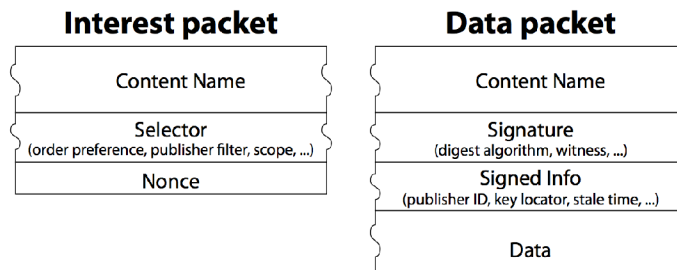 Interest packet
Content Name
Selector
(order preference, publisher filter, scope, ...)
Nonce
Data packet
Content Name
Signature
(digest algorithm, witness, ...)
Signed Info
(publisher ID, key locator, stale time, ...)
Data